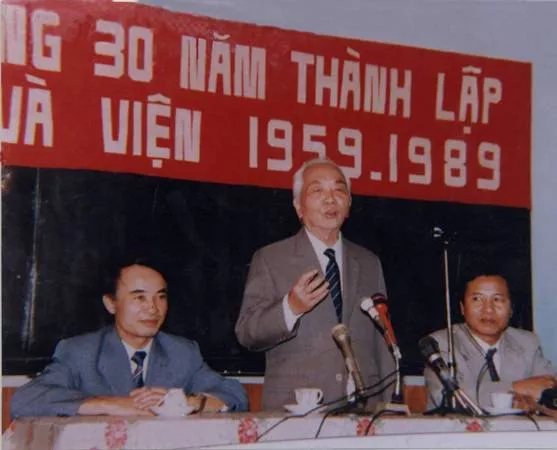 NG 30 NĂM THÀNH LẬP
VÀ VIỆN 1959.1989